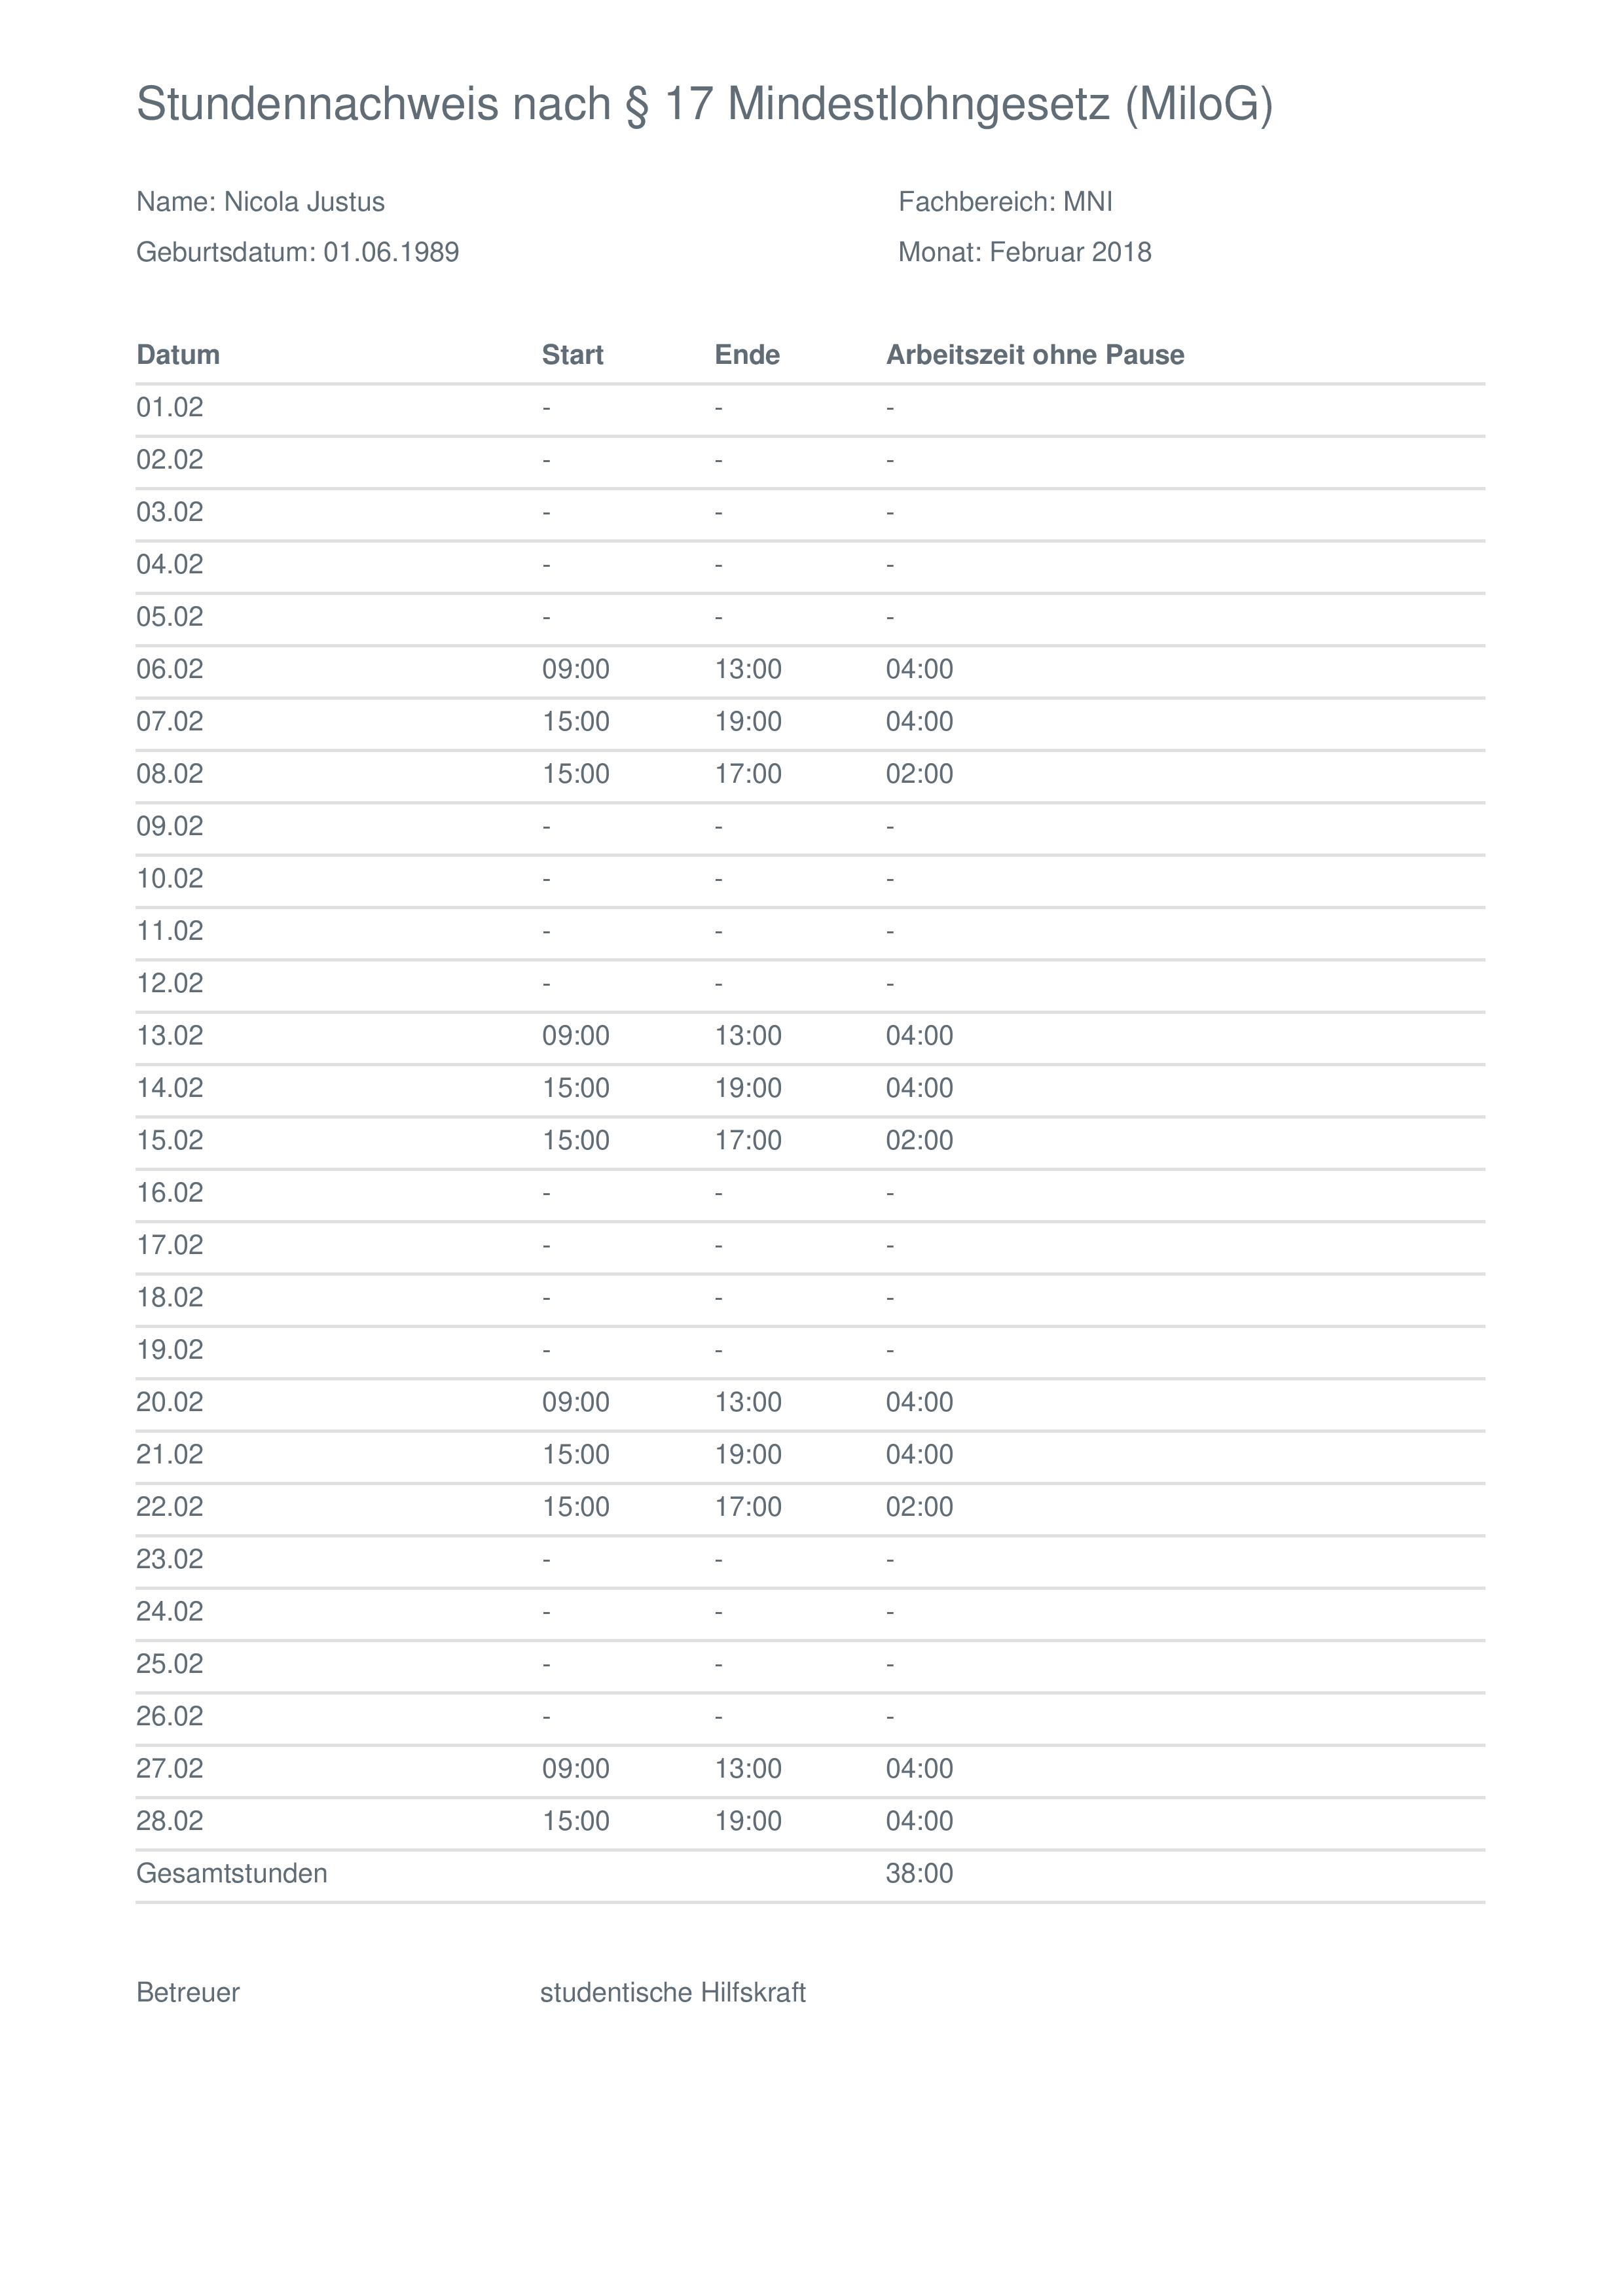 Stundennachweis nach § 17 Mindestlohngesetz (MiloG)
Name: Nicola Justus Fachbereich: MNI
Geburtsdatum: 01.06.1989 Monat: Februar 2018
Datum Start Ende Arbeitszeit ohne Pause
01.02 - - -
02.02 - - -
03.02 - - -
04.02 - - -
05.02 - - -
06.02 09:00 13:00 04:00
07.02 15:00 19:00 04:00
08.02 15:00 17:00 02:00
09.02 - - -
10.02 - - -
11.02 - - -
12.02 - - -
13.02 09:00 13:00 04:00
14.02 15:00 19:00 04:00
15.02 15:00 17:00 02:00
16.02 - - -
17.02 - - -
18.02 - - -
19.02 - - -
20.02 09:00 13:00 04:00
21.02 15:00 19:00 04:00
22.02 15:00 17:00 02:00
23.02 - - -
24.02 - - -
25.02 - - -
26.02 - - -
27.02 09:00 13:00 04:00
28.02 15:00 19:00 04:00
Gesamtstunden 38:00
Betreuer studentische Hilfskraft